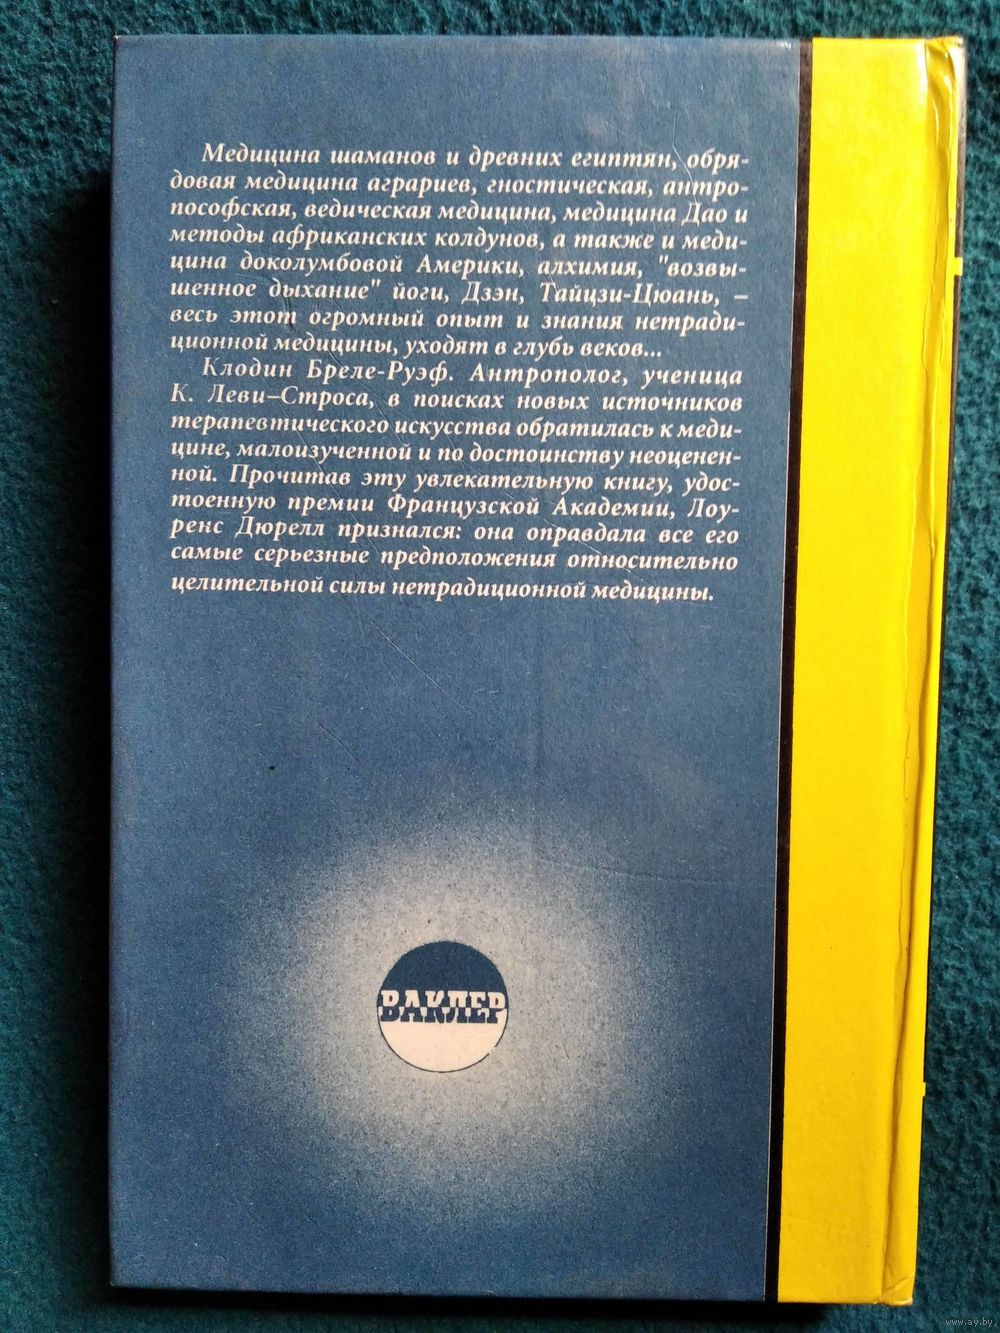 Медицина шаманов и древних египтян, обря-
довая медицина аграриев, гностическая, антро-
пософская, ведическая медицина, медицина Дао и
методы африканских колдунов, а также и меди-
цина доколумбовой Америки, алхимия, "возвы-
шенное дыхание" йоги, Дзэн, Тайцзи-Цюань, –
весь этот огромный опыт и знания нетради-
ционной медицины, уходят в глубь веков...
Клодин Бреле-Руэф. Антрополог, ученица
К. Леви–Строса, в поисках новых источников
терапевтического искусства обратилась к меди-
цине, малоизученной и по достоинству неоценен-
ной. Прочитав эту увлекательную книгу, удос-
тоенную премии Французской Академии, Лоу-
ренс Дюрелл признался: она оправдала все его
самые серьезные предположения относительно
целительной силы нетрадиционной медицины.
ВАКЛЕР
www.ay.by